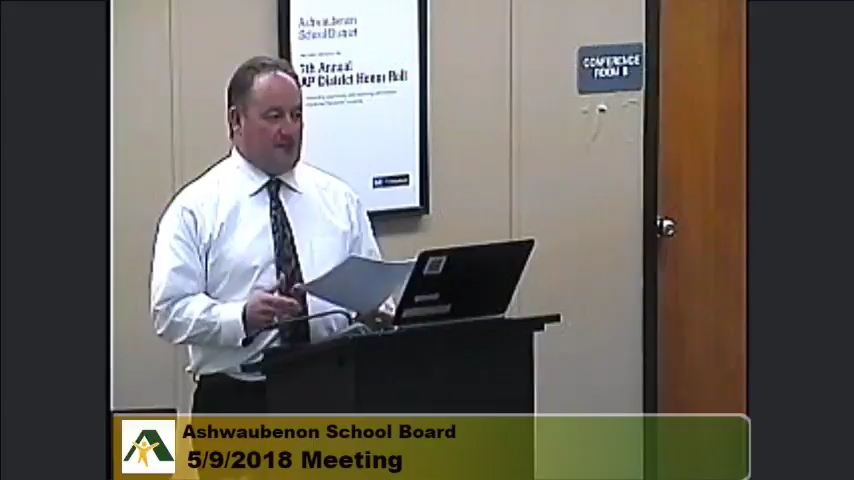 Ashwaubenon
School District
7th Annual
AP District Honor Roll
CONFERENCE
ROOM B
Ashwaubenon School Board
5/9/2018 Meeting